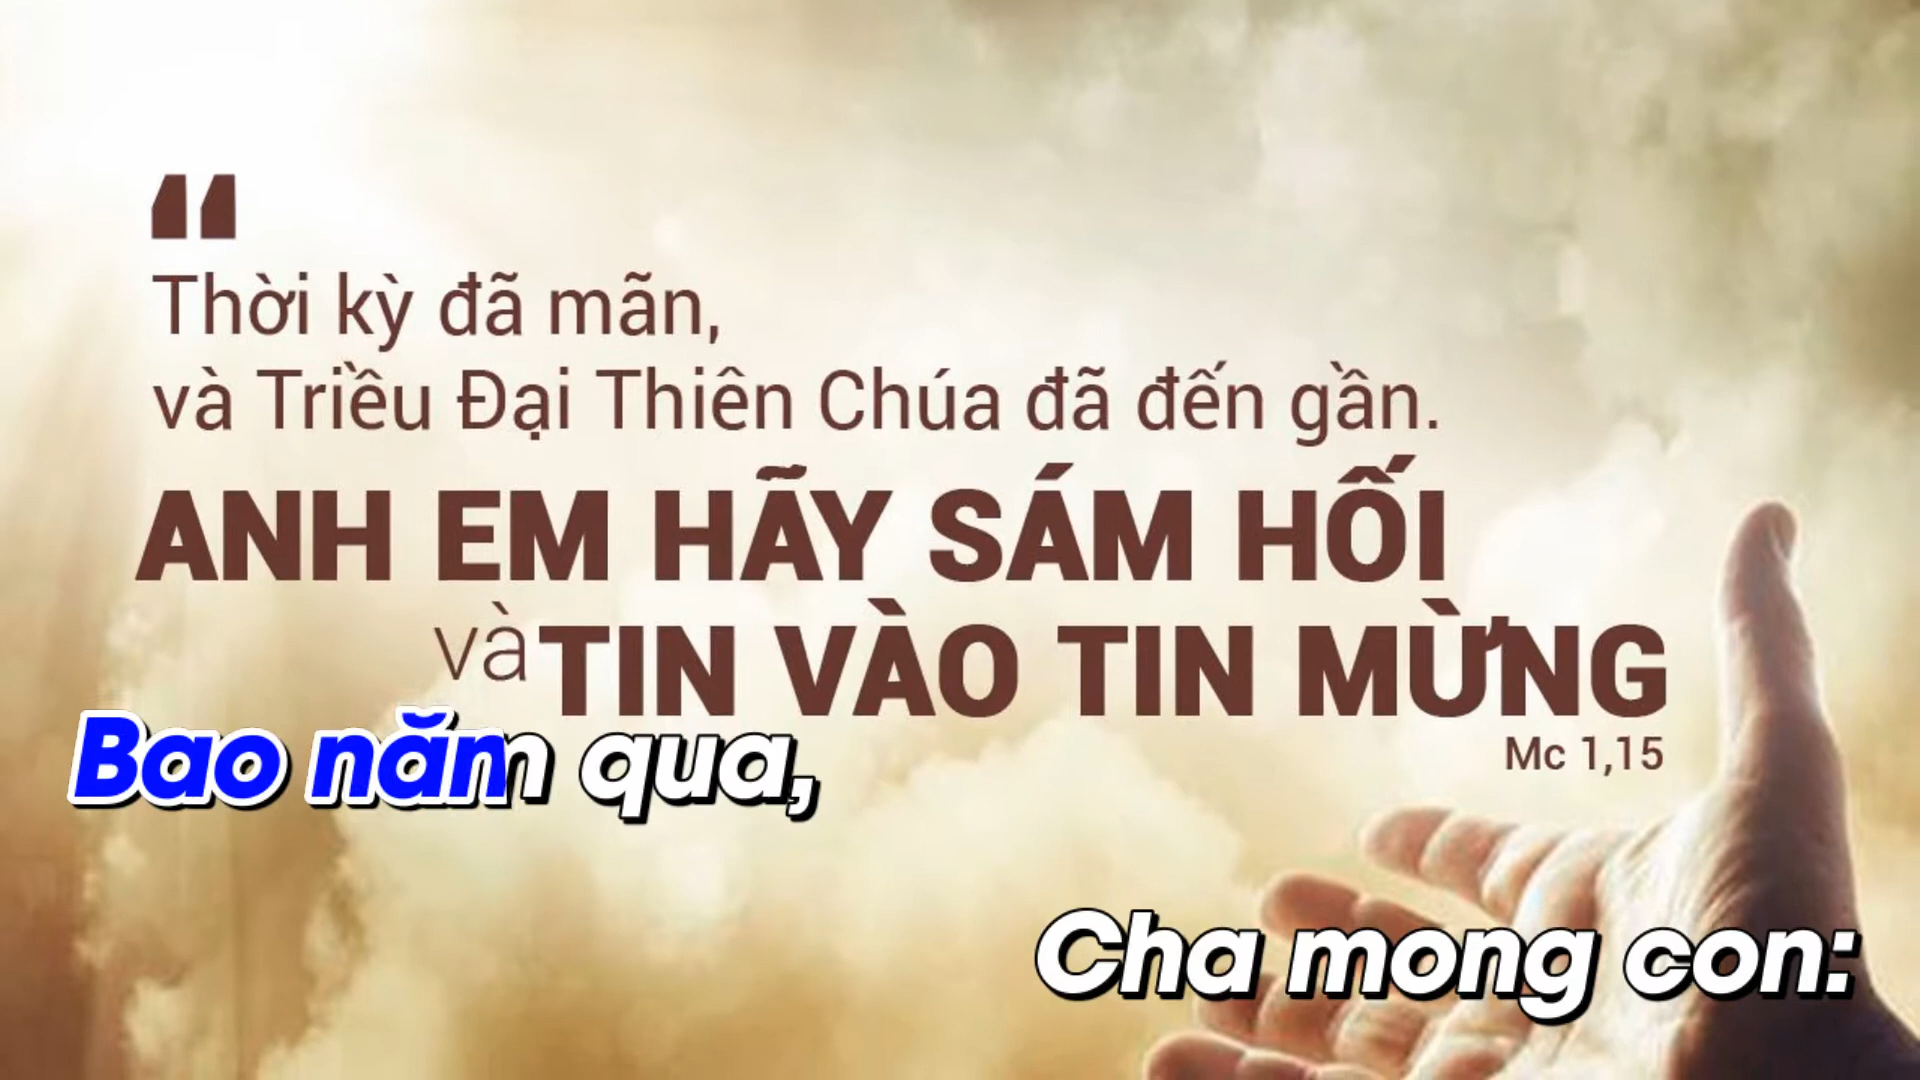 “
Thời kỳ đã mãn,
và Triều Đại Thiên Chúa đã đến gần.
ANH EM HÃY SÁM HỐI
và TIN VÀO TIN MỪNG
Mc 1,15
Bao năm qua,
Cha mong con: